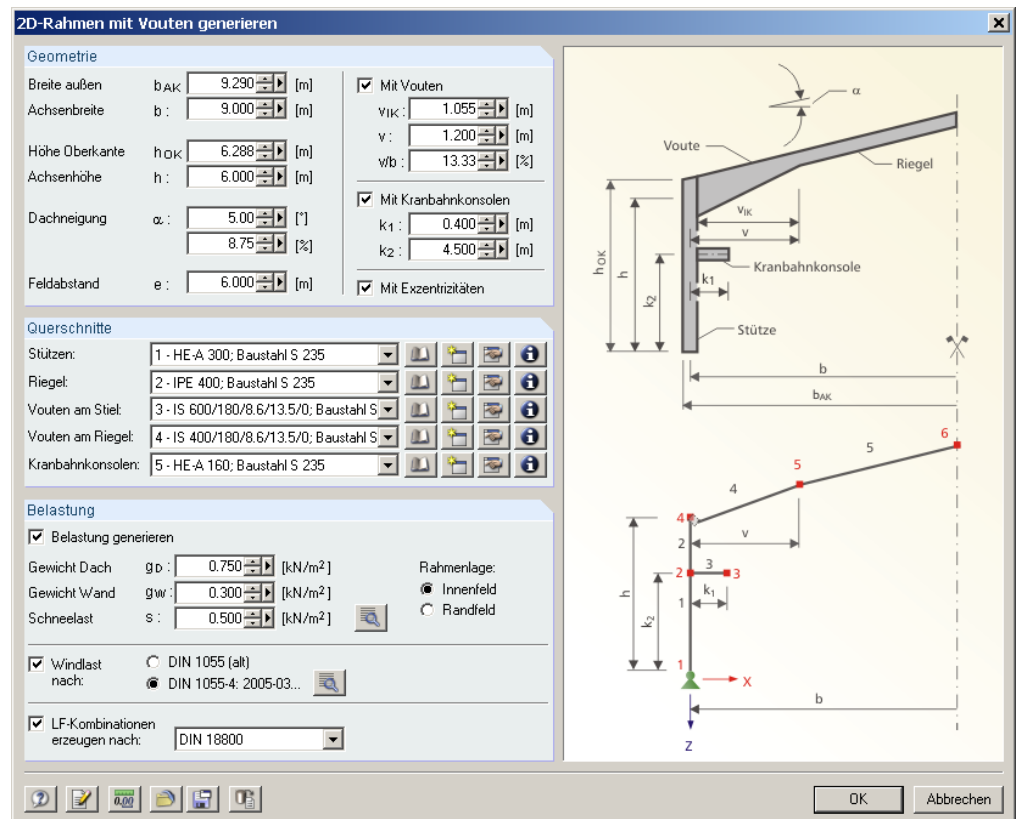 2D-Rahmen mit Vouten generieren
Geometrie
Breite außen bAK 9.290 [m]
Achsenbreite b : 9.000 [m]
Höhe Oberkante hOK 6.288 [m]
Achsenhöhe h : 6.000 [m]
Dachneigung α : 5.00 [°]
8.75 [%]
Feldabstand e : 6.000 [m]
Mit Vouten
vIK : 1.055 [m]
v : 1.200 [m]
v/b : 13.33 [%]
Mit Kranbahnkonsolen
k1 : 0.400 [m]
k2 : 4.500 [m]
Mit Exzentrizitäten
Querschnitte
Stützen: 1 - HE-A 300; Baustahl S 235
Riegel: 2 - IPE 400; Baustahl S 235
Vouten am Stiel: 3 - IS 600/180/8.6/13.5/0; Baustahl S
Vouten am Riegel: 4 - IS 400/180/8.6/13.5/0; Baustahl S
Kranbahnkonsolen: 5 - HE-A 160; Baustahl S 235
Belastung
Belastung generieren
Gewicht Dach gD : 0.750 [kN/m²]
Gewicht Wand gW : 0.300 [kN/m²]
Schneelast s : 0.500 [kN/m²]
Rahmenlage:
Innenfeld
Randfeld
Windlast
nach:
DIN 1055 (alt)
DIN 1055-4: 2005-03...
LF-Kombinationen
erzeugen nach: DIN 18800
0.00
OK Abbrechen
α
Voute
Riegel
vIK
v
hOK
h
k2
k1
Kranbahnkonsole
Stütze
b
bAK
6
5
5
4
4
v
2
3
2
3
h
k2
1
k1
1
X
b
Z